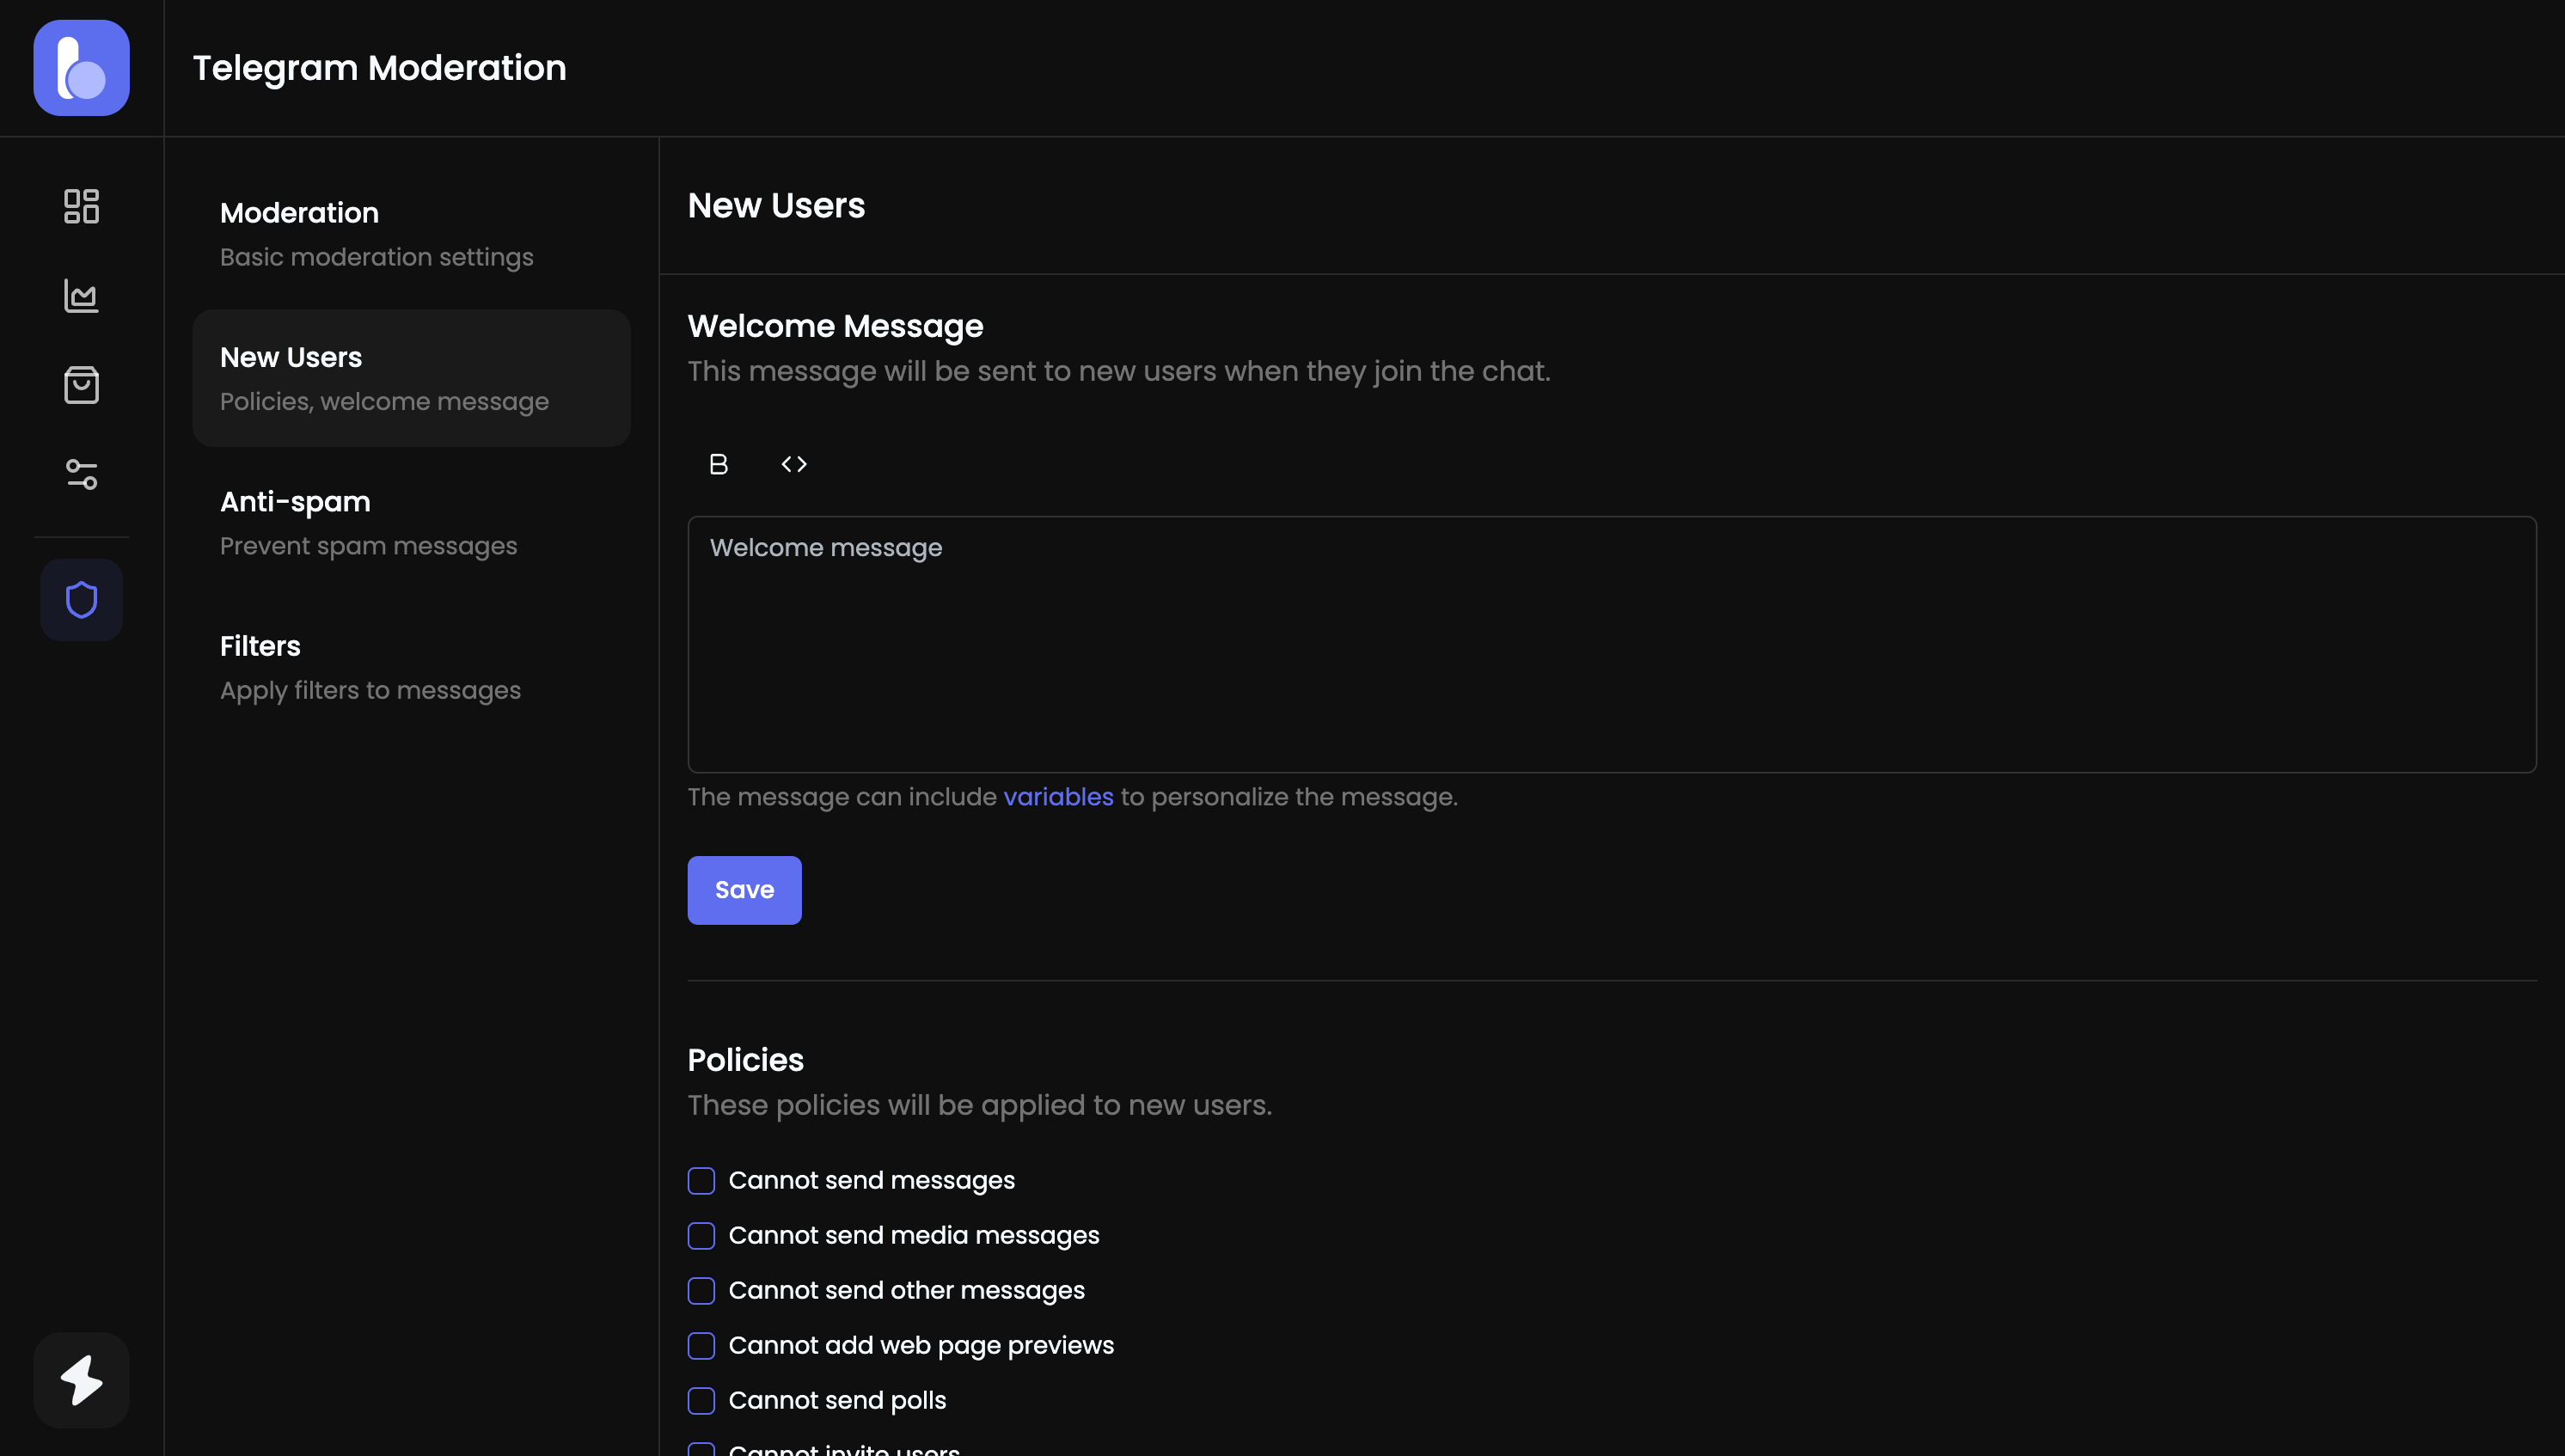 Telegram Moderation
Moderation
Basic moderation settings
New Users
Policies, welcome message
Anti-spam
Prevent spam messages
Filters
Apply filters to messages
New Users
Welcome Message
This message will be sent to new users when they join the chat.
B <>
Welcome message
The message can include variables to personalize the message.
Save
Policies
These policies will be applied to new users.
Cannot send messages
Cannot send media messages
Cannot send other messages
Cannot add web page previews
Cannot send polls
Cannot invite users